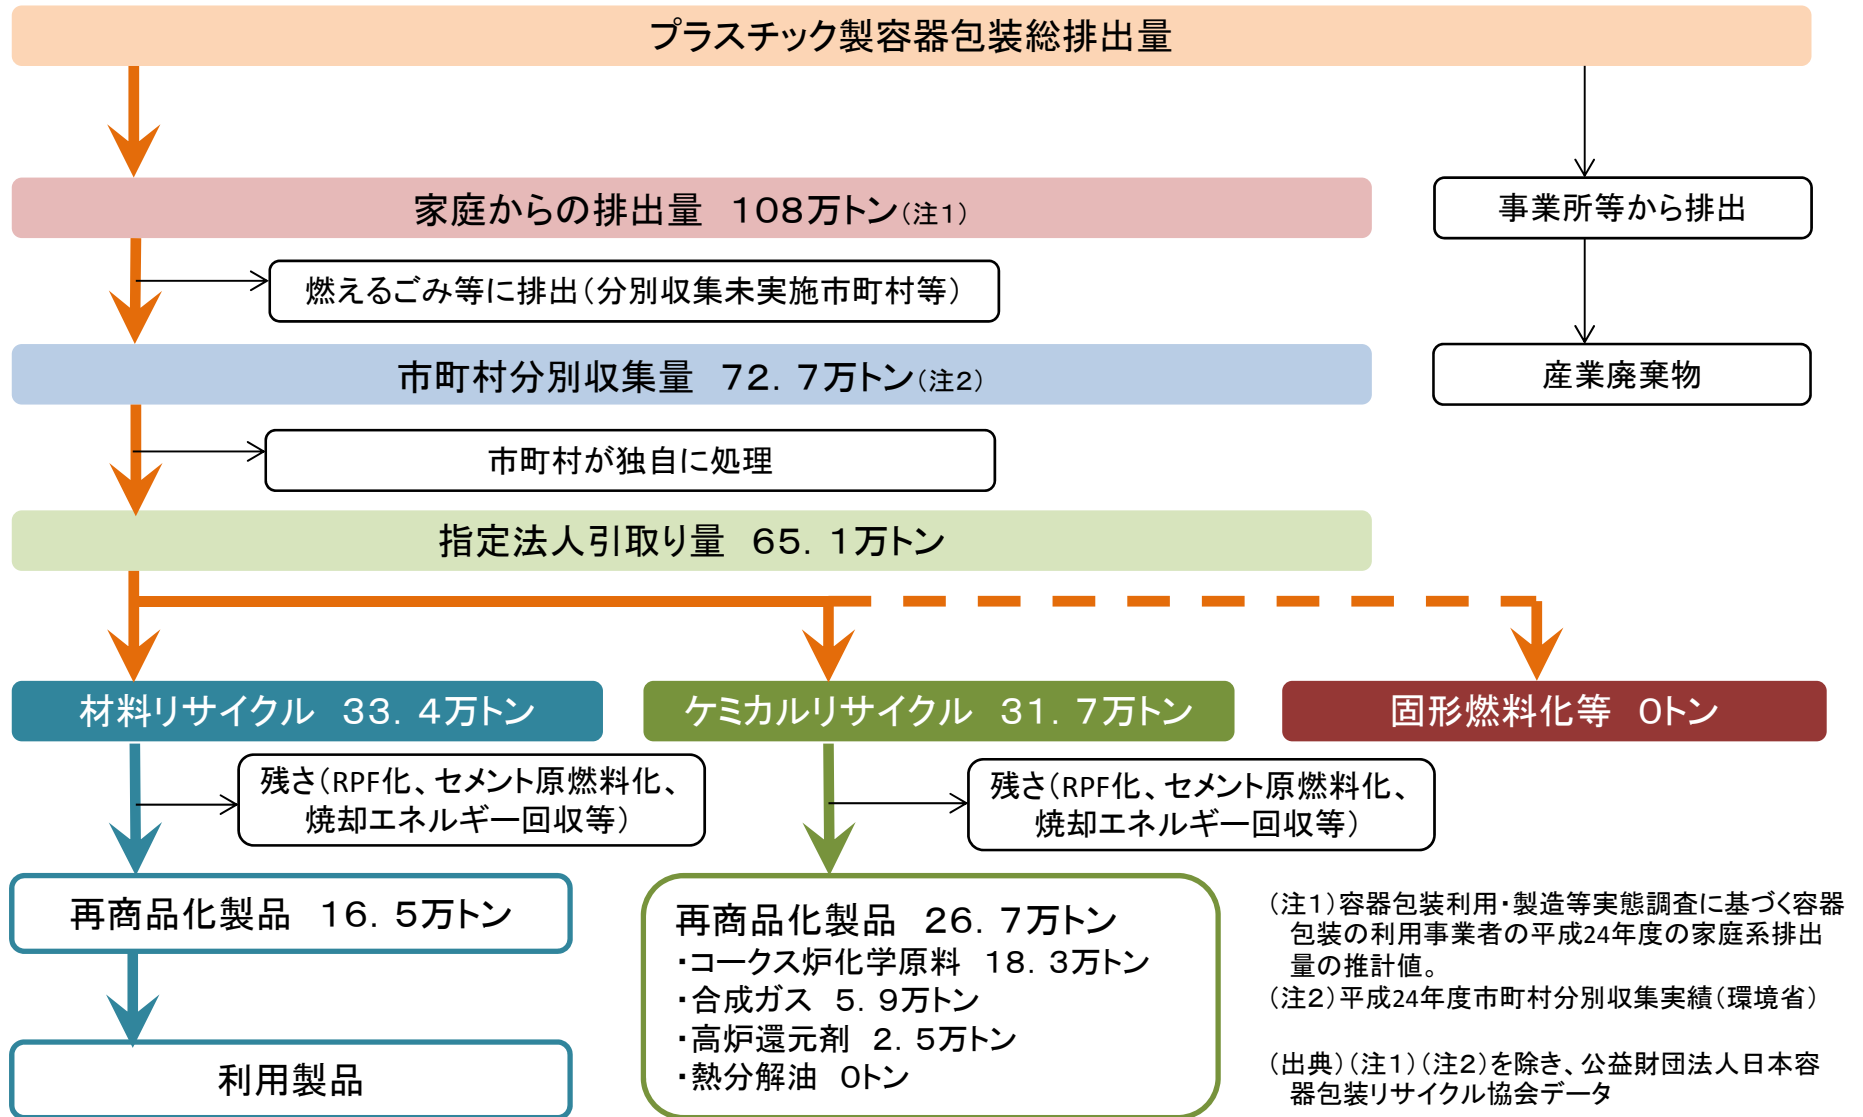 プラスチック製容器包装総排出量
家庭からの排出量　108万トン(注1)
事業所等から排出
燃えるごみ等に排出(分別収集未実施市町村等)
市町村分別収集量　72．7万トン(注2)
産業廃棄物
市町村が独自に処理
指定法人引取り量　65．1万トン
材料リサイクル　33．4万トン
ケミカルリサイクル　31．7万トン
固形燃料化等　0トン
残さ(RPF化、セメント原燃料化、
焼却エネルギー回収等)
残さ(RPF化、セメント原燃料化、
焼却エネルギー回収等)
再商品化製品　16．5万トン
利用製品
再商品化製品　26．7万トン
・コークス炉化学原料　18．3万トン
・合成ガス　5．9万トン
・高炉還元剤　2．5万トン
・熱分解油　0トン
(注1)容器包装利用・製造等実態調査に基づく容器
包装の利用事業者の平成24年度の家庭系排出
量の推計値。
(注2)平成24年度市町村分別収集実績(環境省)
(出典)(注1)(注2)を除き、公益財団法人日本容
器包装リサイクル協会データ